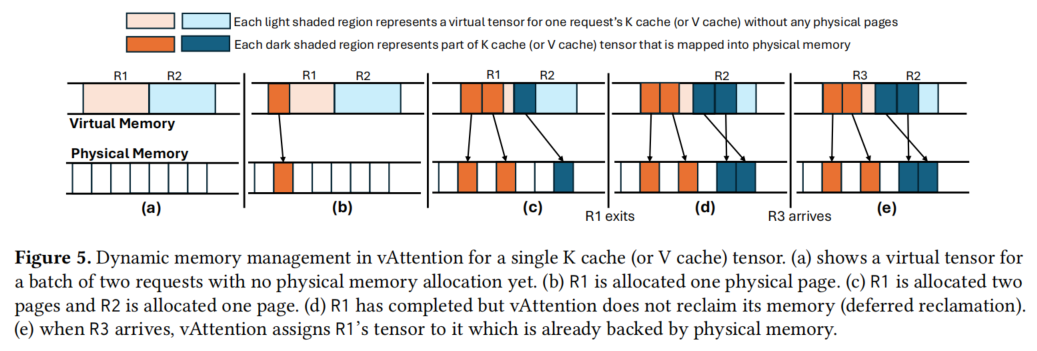 Each light shaded region represents a virtual tensor for one request's K cache (or V cache) without any physical pages
Each dark shaded region represents part of K cache (or V cache) tensor that is mapped into physical memory
R1 R2
R1 R2
R1 R2
R2
R3 R2
Virtual Memory
Physical Memory
(a)
(b)
(c)
R1 exits
(d)
R3 arrives
(e)
Figure 5. Dynamic memory management in vAttention for a single K cache (or V cache) tensor. (a) shows a virtual tensor for
a batch of two requests with no physical memory allocation yet. (b) R1 is allocated one physical page. (c) R1 is allocated two
pages and R2 is allocated one page. (d) R1 has completed but vAttention does not reclaim its memory (deferred reclamation).
(e) when R3 arrives, vAttention assigns R1's tensor to it which is already backed by physical memory.